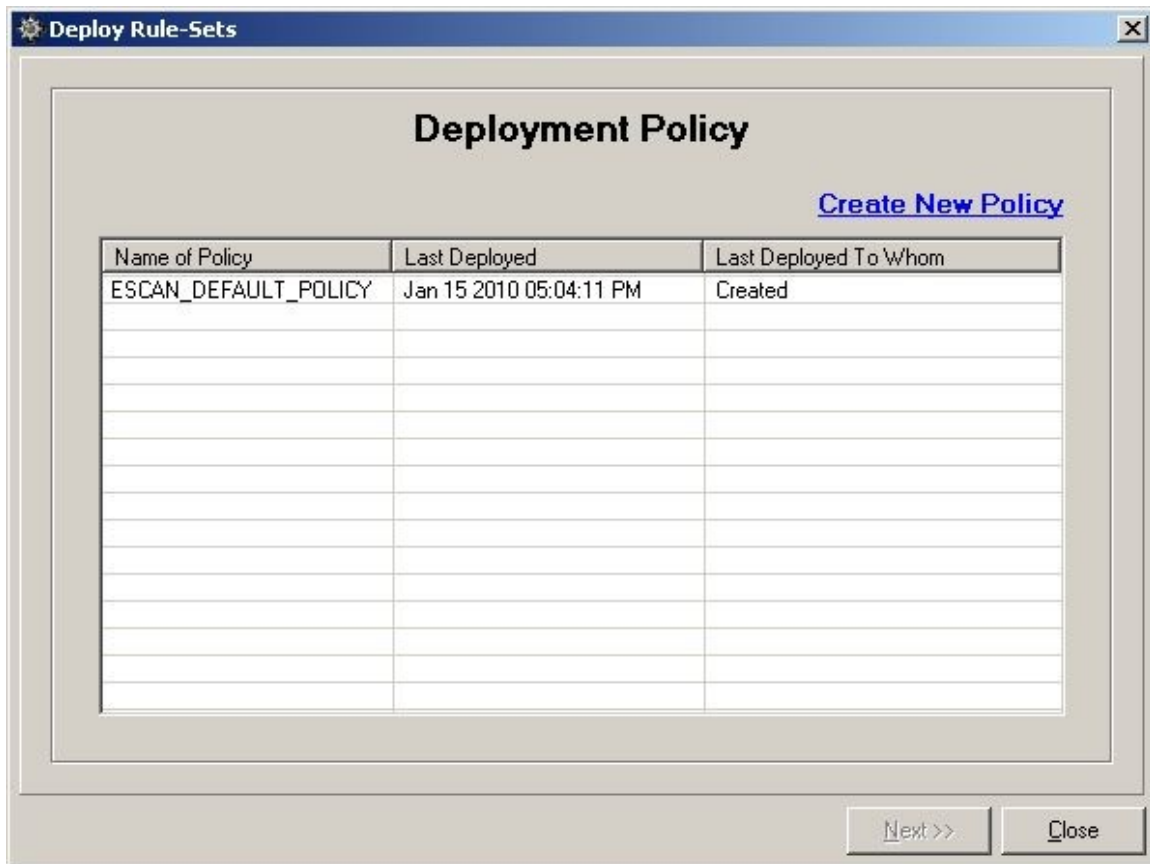 Deploy Rule-Sets
Deployment Policy
Create New Policy
Name of Policy Last Deployed Last Deployed To Whom
ESCAN_DEFAULT_POLICY Jan 15 2010 05:04:11 PM Created
Next >> Close